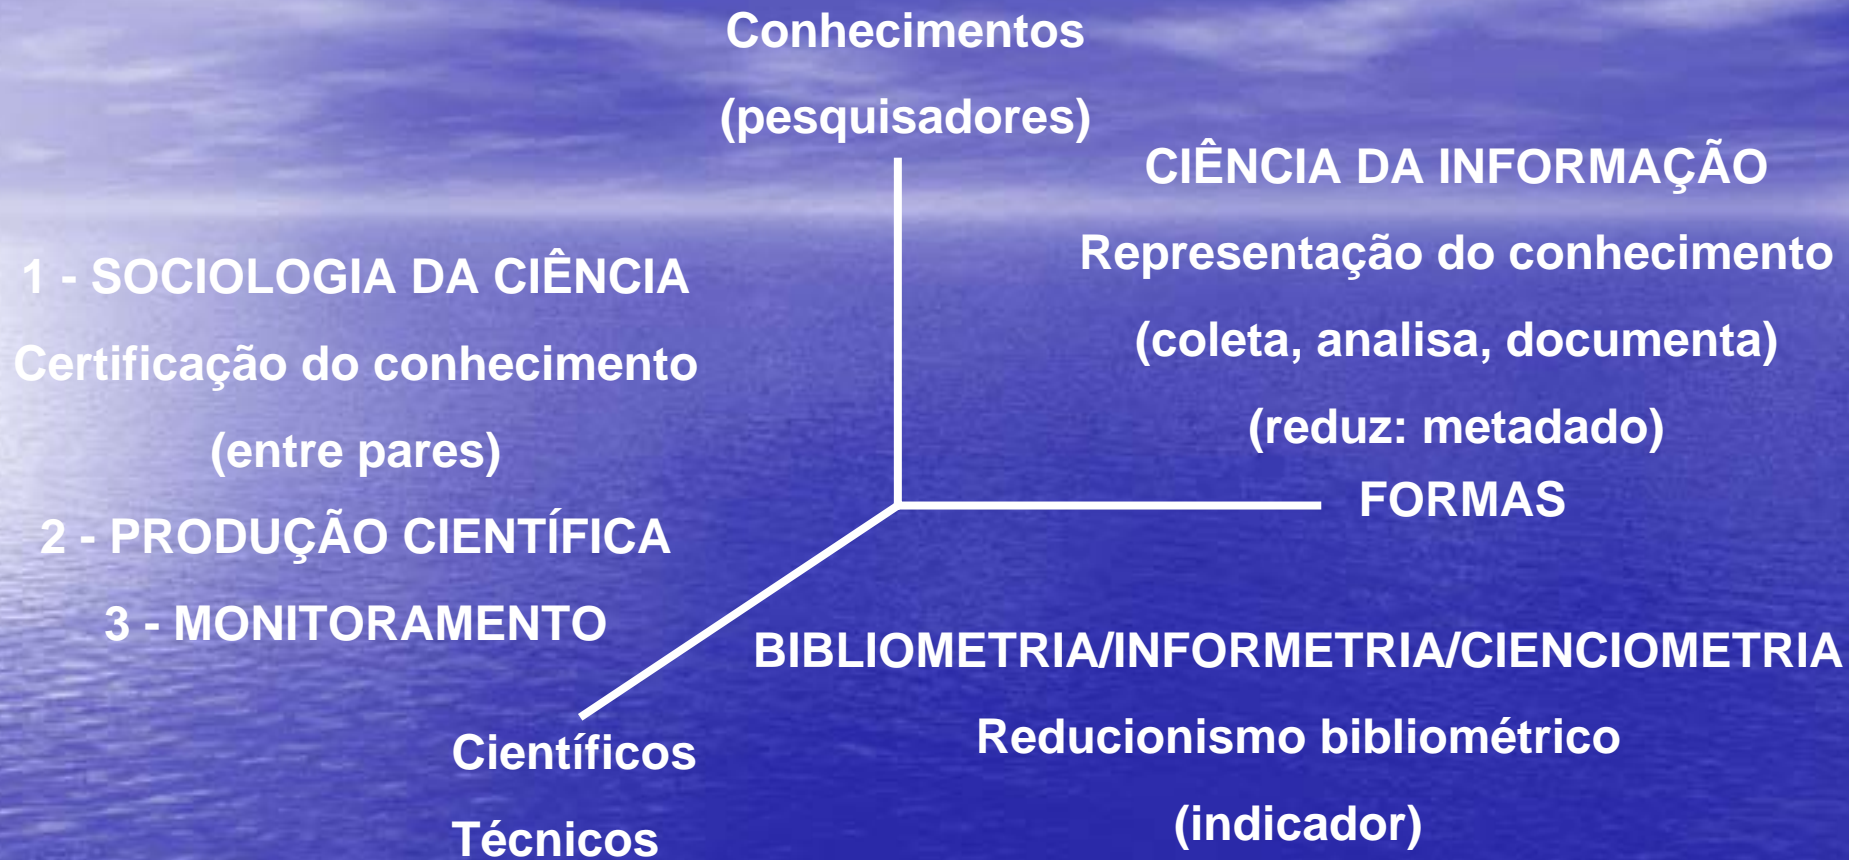 Conhecimentos
(pesquisadores)
1 - SOCIOLOGIA DA CIÊNCIA
Certificação do conhecimento
(entre pares)
2 - PRODUÇÃO CIENTÍFICA
3 - MONITORAMENTO
CIÊNCIA DA INFORMAÇÃO
Representação do conhecimento
(coleta, analisa, documenta)
(reduz: metadado)
FORMAS
Científicos
Técnicos
BIBLIOMETRIA/INFORMETRIA/CIENCIOMETRIA
Reducionismo bibliométrico
(indicador)